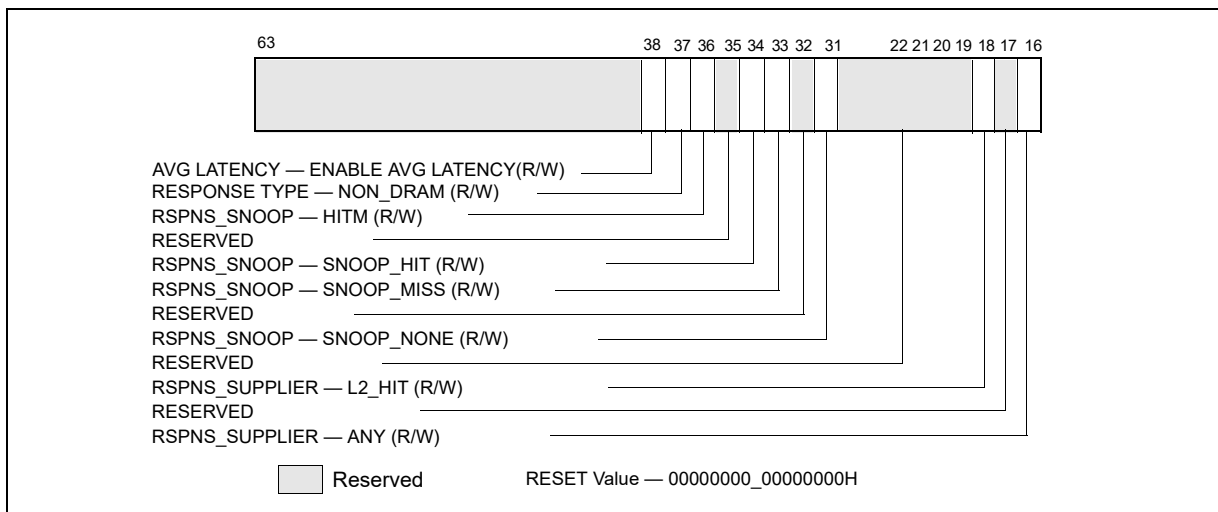 63 38 37 36 35 34 33 32 31 22 21 20 19 18 17 16
AVG LATENCY — ENABLE AVG LATENCY(R/W)
RESPONSE TYPE — NON_DRAM (R/W)
RSPNS_SNOOP — HITM (R/W)
RESERVED
RSPNS_SNOOP — SNOOP_HIT (R/W)
RSPNS_SNOOP — SNOOP_MISS (R/W)
RESERVED
RSPNS_SNOOP — SNOOP_NONE (R/W)
RESERVED
RSPNS_SUPPLIER — L2_HIT (R/W)
RESERVED
RSPNS_SUPPLIER — ANY (R/W)
Reserved RESET Value — 00000000_00000000H